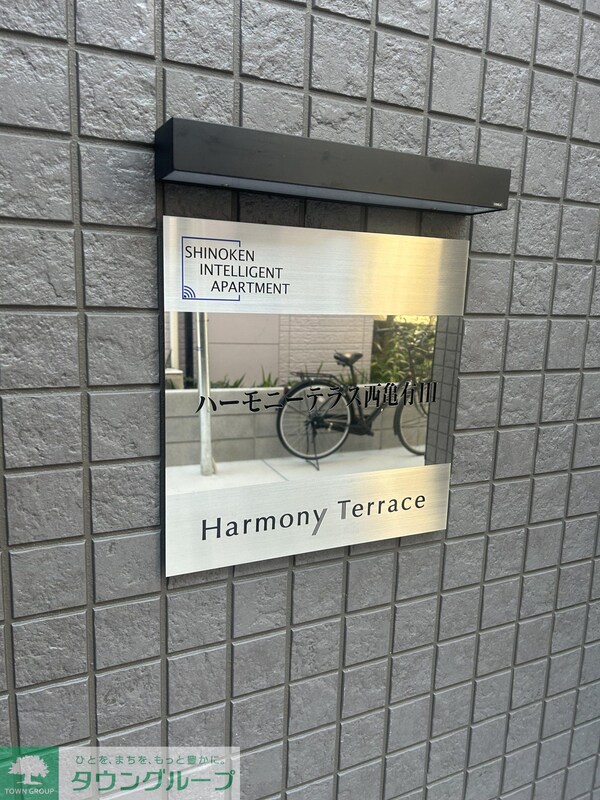 SHINOKEN
INTELLIGENT
APARTMENT
ハーモニーテラス西亀有III
Harmony Terrace
TOWN GROUP
ひとを、まちを、もっと豊かに。
タウングループ